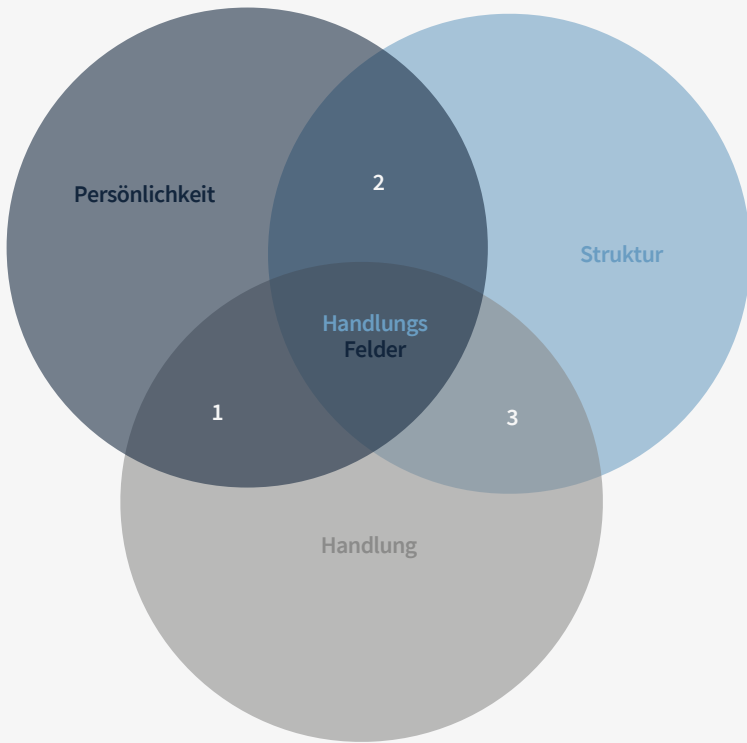 2
Persönlichkeit
Struktur
Handlungs
Felder
1
3
Handlung